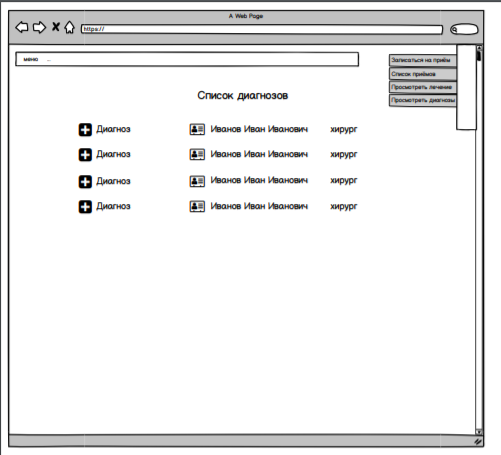 A Web Page
https://
меню ...
Записаться на приём
Список приёмов
Просмотреть лечение
Просмотреть диагнозы
Список диагнозов
Диагноз Иванов Иван Иванович хирург
Диагноз Иванов Иван Иванович хирург
Диагноз Иванов Иван Иванович хирург
Диагноз Иванов Иван Иванович хирург